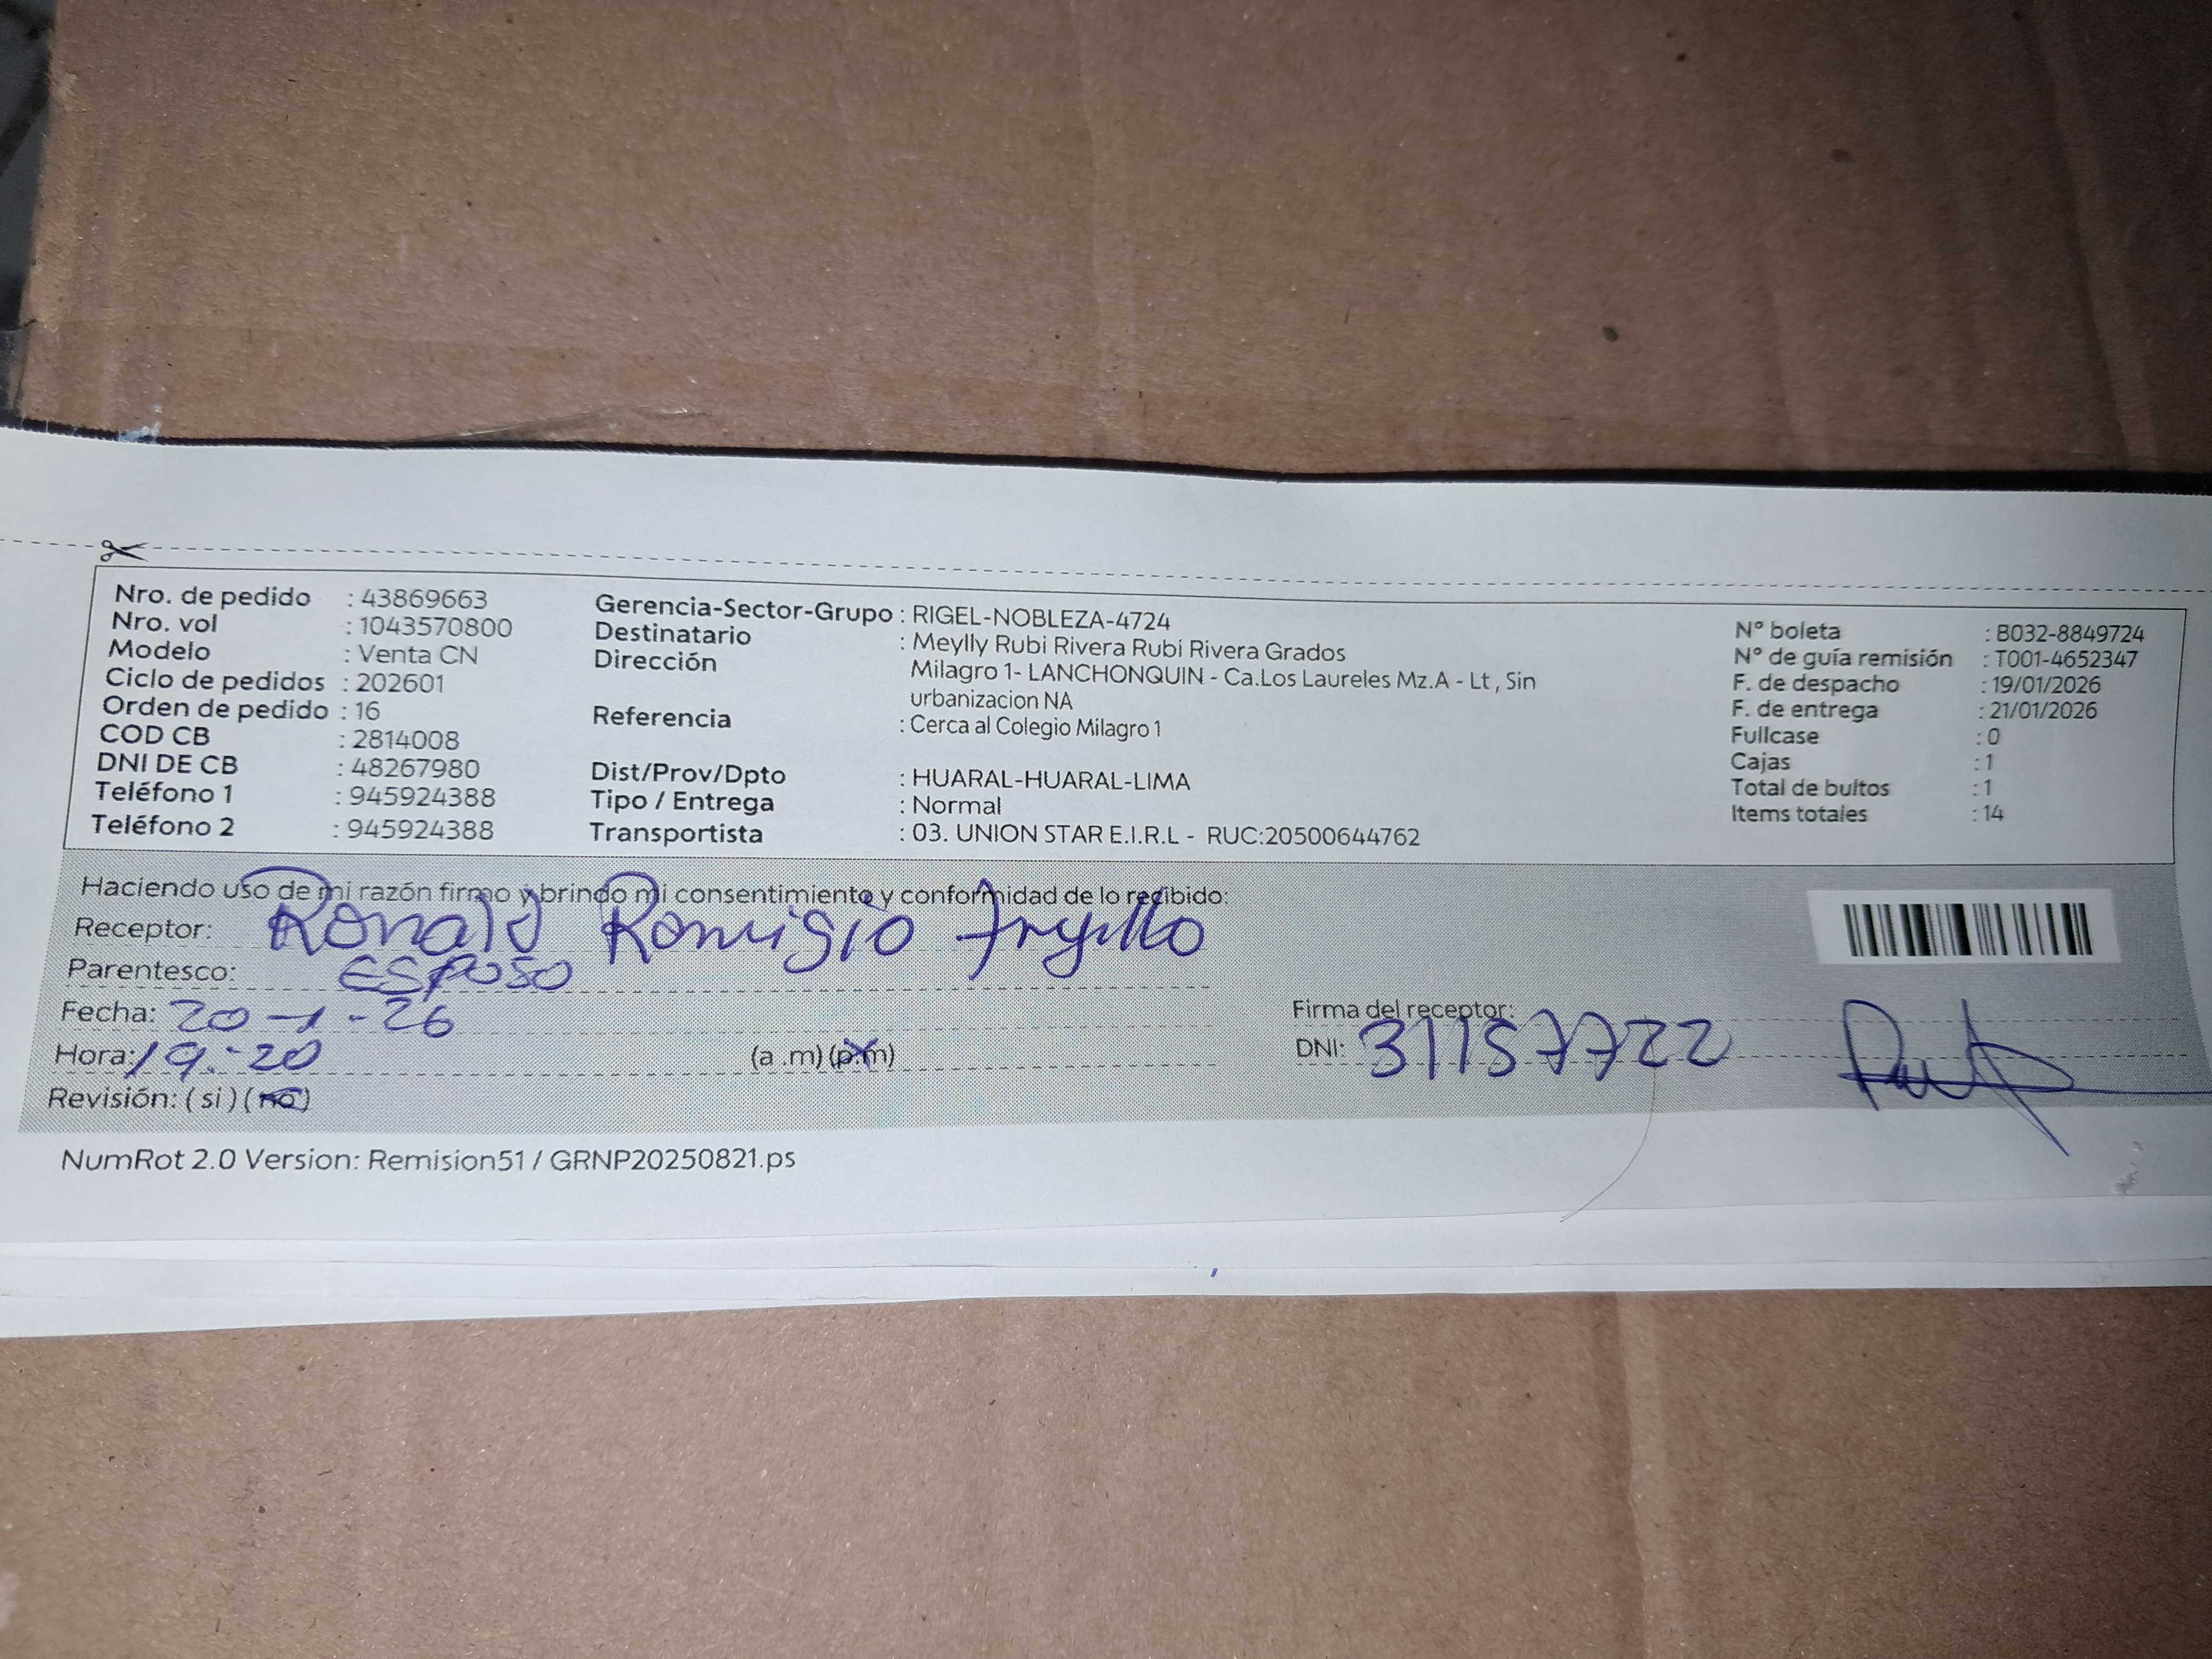 Nro. de pedido : 43869663
Nro. vol : 1043570800
Modelo : Venta CN
Ciclo de pedidos : 202601
Orden de pedido : 16
COD CB : 2814008
DNI DE CB : 48267980
Teléfono 1 : 945924388
Teléfono 2 : 945924388
Gerencia-Sector-Grupo : RIGEL-NOBLEZA-4724
Destinatario : Meylly Rubi Rivera Rubi Rivera Grados
Dirección Milagro 1- LANCHONQUIN - Ca.Los Laureles Mz.A - Lt , Sin
urbanizacion NA
Referencia : Cerca al Colegio Milagro 1
Dist/Prov/Dpto : HUARAL-HUARAL-LIMA
Tipo / Entrega : Normal
Transportista : 03. UNION STAR E.I.R.L - RUC:20500644762
N° boleta : B032-8849724
N° de guía remisión : T001-4652347
F. de despacho : 19/01/2026
F. de entrega : 21/01/2026
Fullcase : 0
Cajas : 1
Total de bultos : 1
Items totales : 14
Haciendo uso de mi razón firmo y brindo mi consentimiento y conformidad de lo recibido:
Receptor: Ronald Romigio Trujillo
Parentesco: ESPOSO
Fecha: 20-1-26
Hora: 19:20 (a .m) (p.m)
Revisión: ( si ) ( no )
Firma del receptor:
DNI: 31157722
NumRot 2.0 Version: Remision51 / GRNP20250821.ps